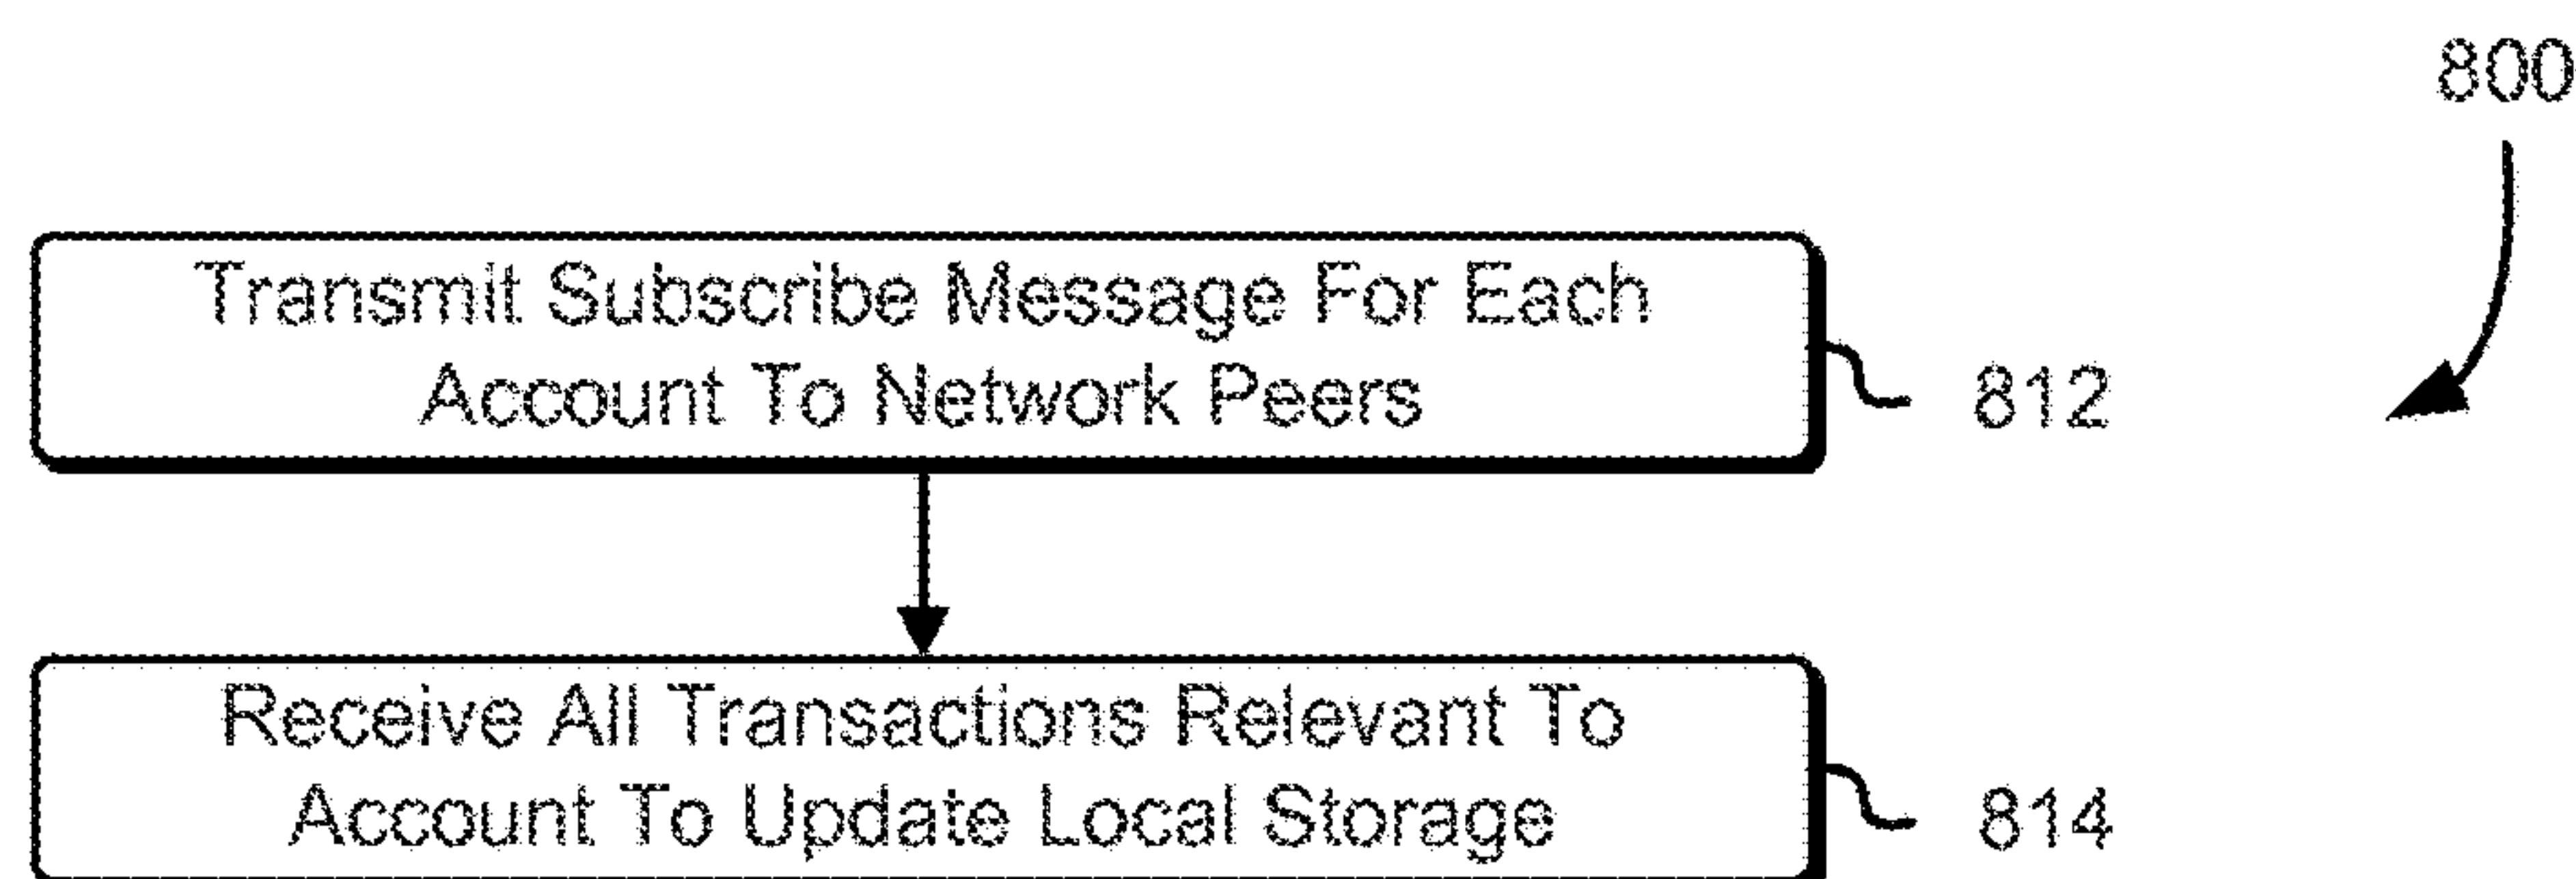 800
Transmit Subscribe Message For Each
Account To Network Peers
812
Receive All Transactions Relevant To
Account To Update Local Storage
814